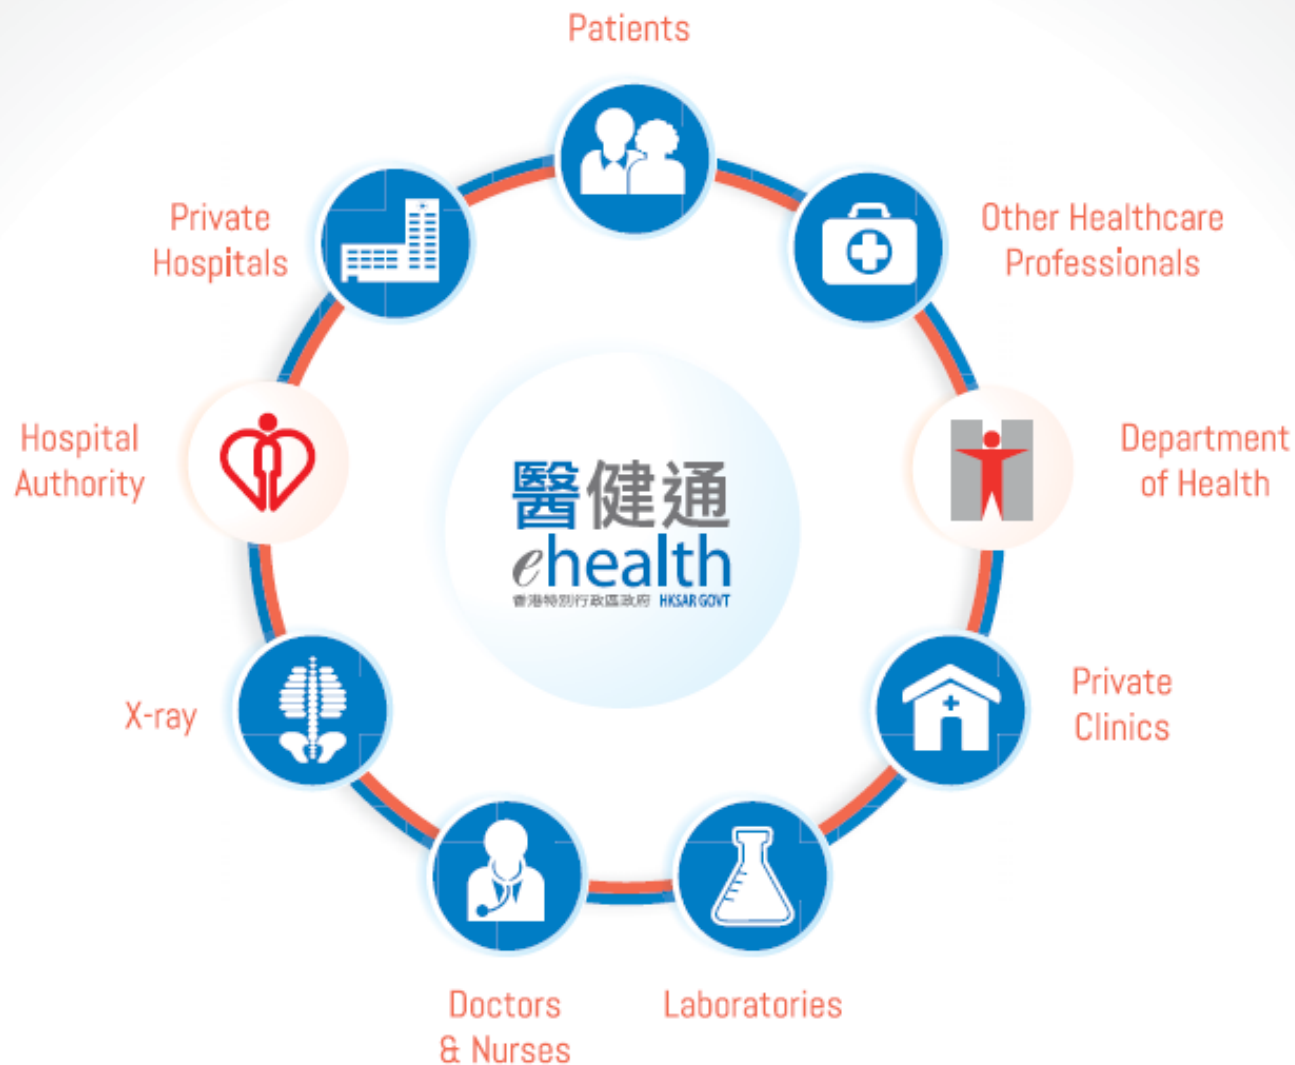 Patients
Private
Hospitals
Other Healthcare
Professionals
Hospital
Authority
Department
of Health
醫健通
ehealth
香港特別行政區政府 HKSAR GOVT
X-ray
Private
Clinics
Doctors
& Nurses
Laboratories